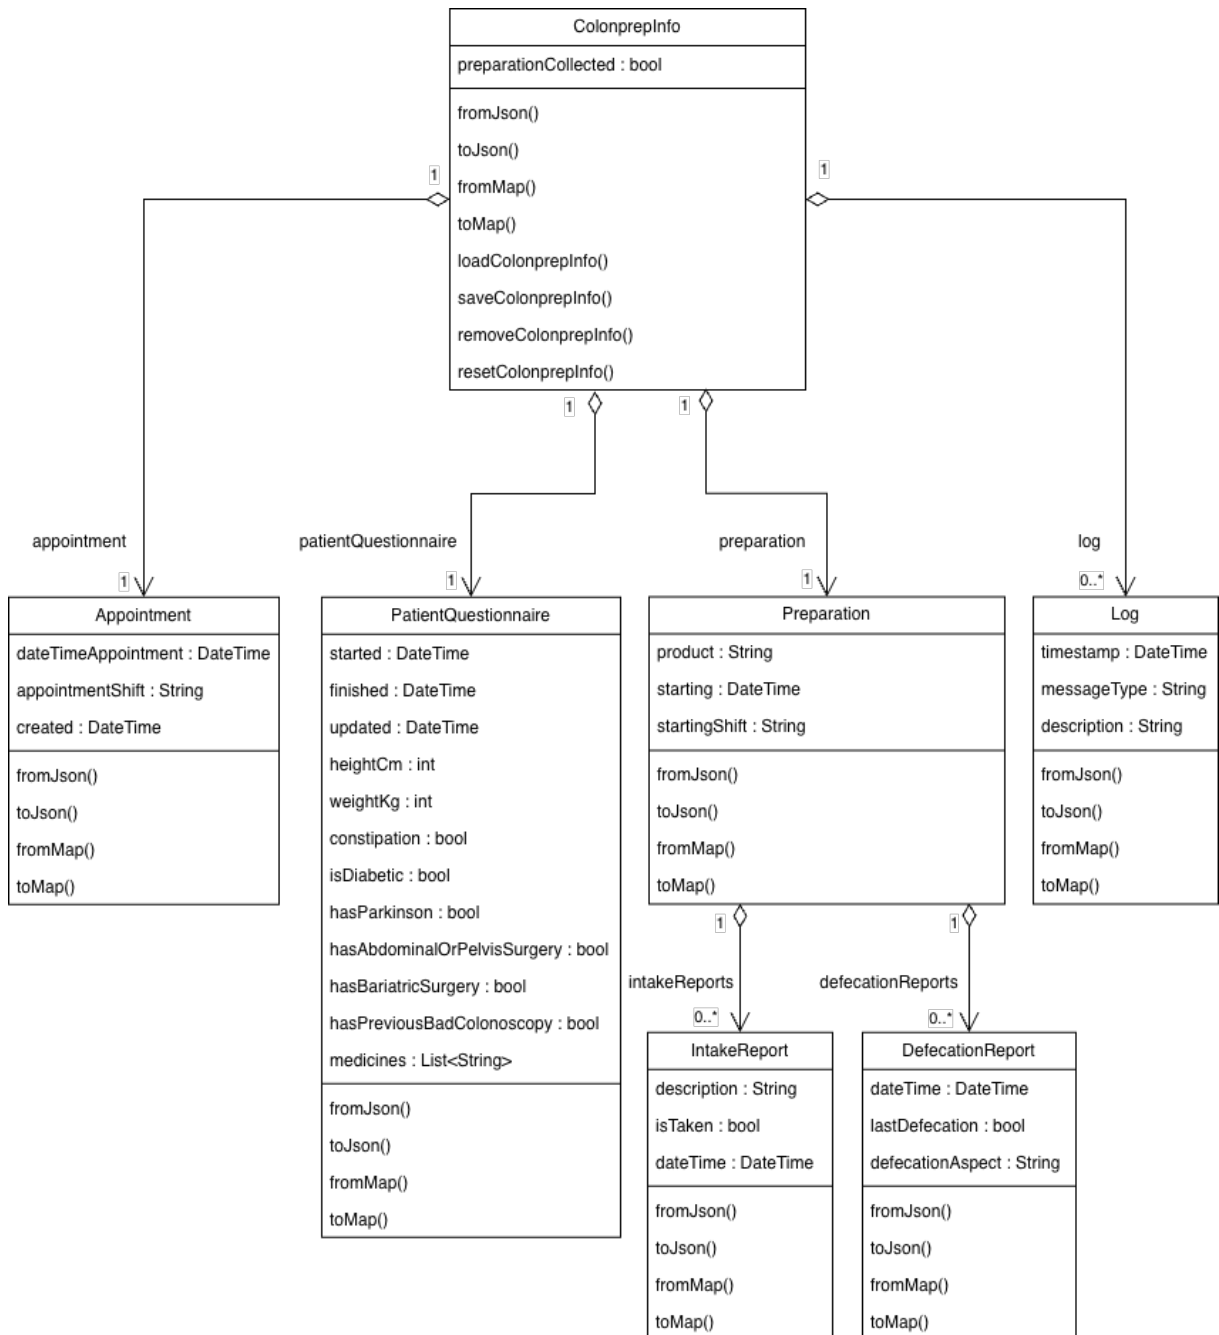 ColonprepInfo
preparationCollected : bool
fromJson()
toJson()
fromMap()
toMap()
loadColonprepInfo()
saveColonprepInfo()
removeColonprepInfo()
resetColonprepInfo()
1
1
1
1
appointment
patientQuestionnaire
preparation
log
1
1
1
0..*
Appointment
dateTimeAppointment : DateTime
appointmentShift : String
created : DateTime
fromJson()
toJson()
fromMap()
toMap()
PatientQuestionnaire
started : DateTime
finished : DateTime
updated : DateTime
heightCm : int
weightKg : int
constipation : bool
isDiabetic : bool
hasParkinson : bool
hasAbdominalOrPelvisSurgery : bool
hasBariatricSurgery : bool
hasPreviousBadColonoscopy : bool
medicines : List<String>
fromJson()
toJson()
fromMap()
toMap()
Preparation
product : String
starting : DateTime
startingShift : String
fromJson()
toJson()
fromMap()
toMap()
Log
timestamp : DateTime
messageType : String
description : String
fromJson()
toJson()
fromMap()
toMap()
1
1
intakeReports
defecationReports
0..*
0..*
IntakeReport
description : String
isTaken : bool
dateTime : DateTime
fromJson()
toJson()
fromMap()
toMap()
DefecationReport
dateTime : DateTime
lastDefecation : bool
defecationAspect : String
fromJson()
toJson()
fromMap()
toMap()